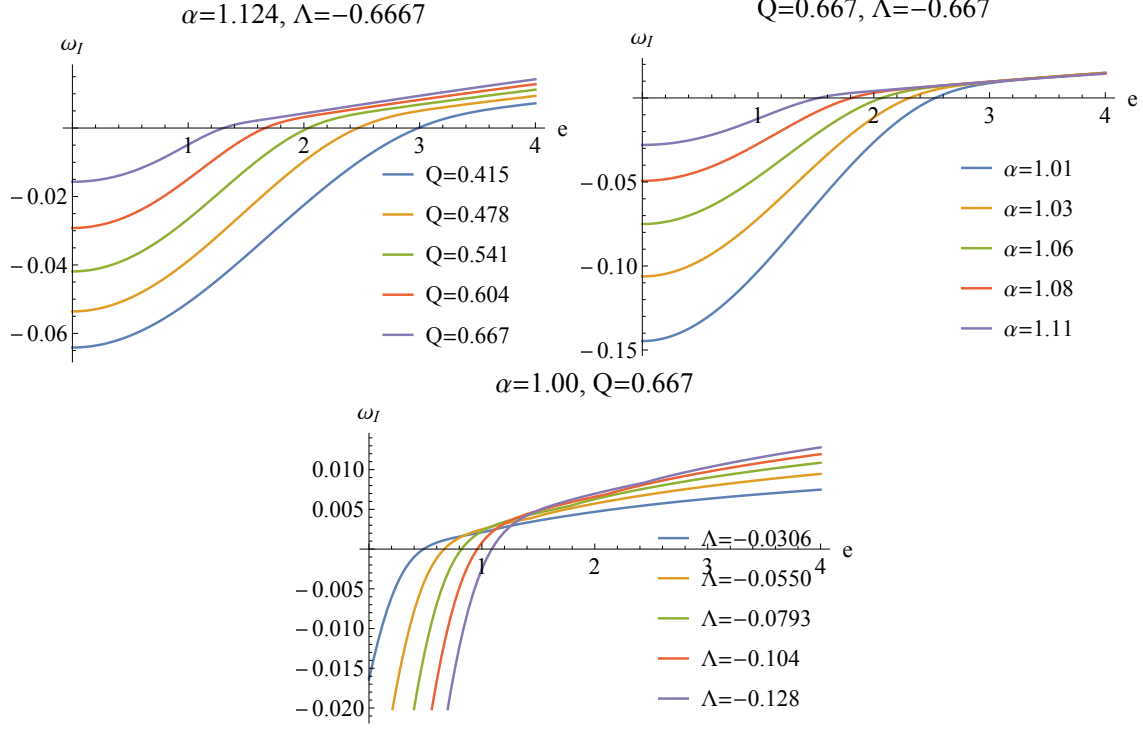 α=1.124, Λ=−0.6667
ω_I
e
1 2 3 4
−0.02
−0.04
−0.06
Q=0.415
Q=0.478
Q=0.541
Q=0.604
Q=0.667
Q=0.667, Λ=−0.667
ω_I
e
1 2 3 4
−0.05
−0.10
−0.15
α=1.01
α=1.03
α=1.06
α=1.08
α=1.11
α=1.00, Q=0.667
ω_I
0.010
0.005
e
1 2 3 4
−0.005
−0.010
−0.015
−0.020
Λ=−0.0306
Λ=−0.0550
Λ=−0.0793
Λ=−0.104
Λ=−0.128